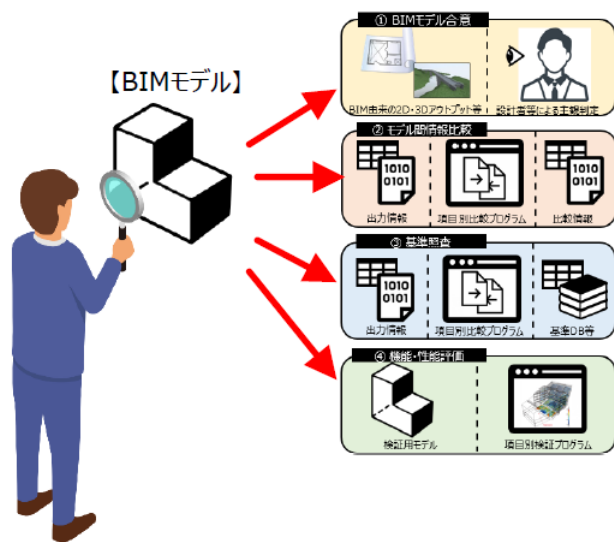 【BIMモデル】
① BIMモデル合意
BIM由来の2D・3Dアウトプット等
設計者等による主観判定
② モデル間情報比較
1010
0101
1010
0101
出力情報
項目別比較プログラム
比較情報
③ 基準照査
1010
0101
出力情報
項目別比較プログラム
基準DB等
④ 機能・性能評価
検証用モデル
項目別検証プログラム